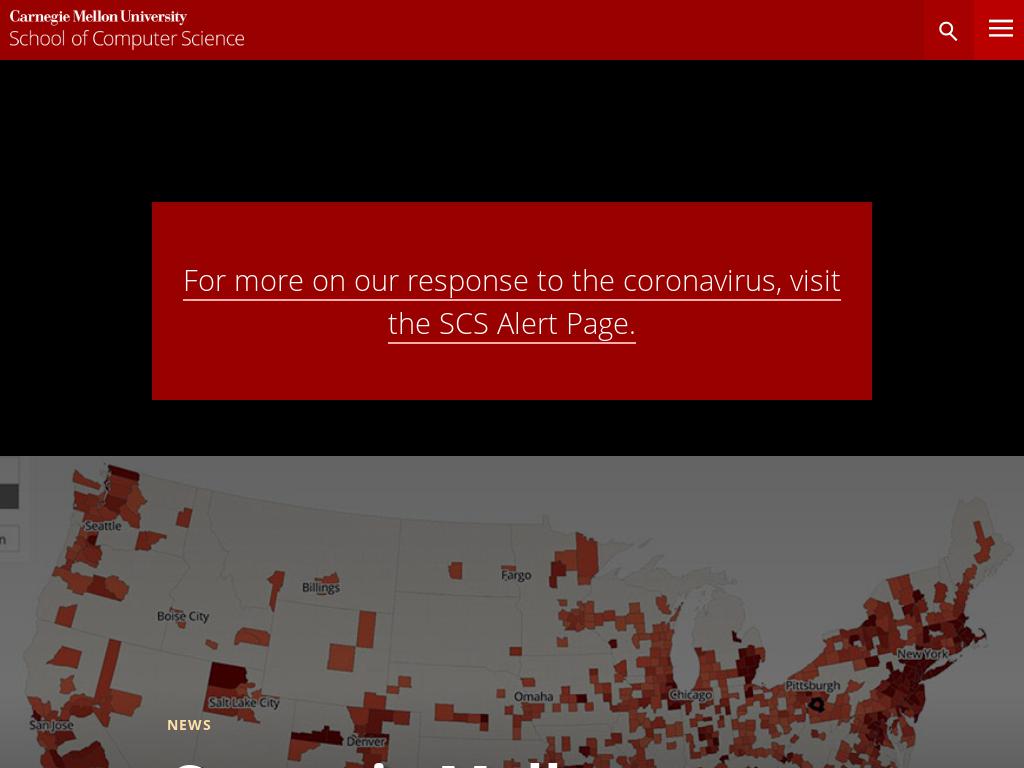 Carnegie Mellon University
School of Computer Science
For more on our response to the coronavirus, visit
the SCS Alert Page.
Seattle
Fargo
Billings
Boise City
New York
Pittsburgh
Omaha
Chicago
Salt Lake City
San Jose
NEWS
Denver